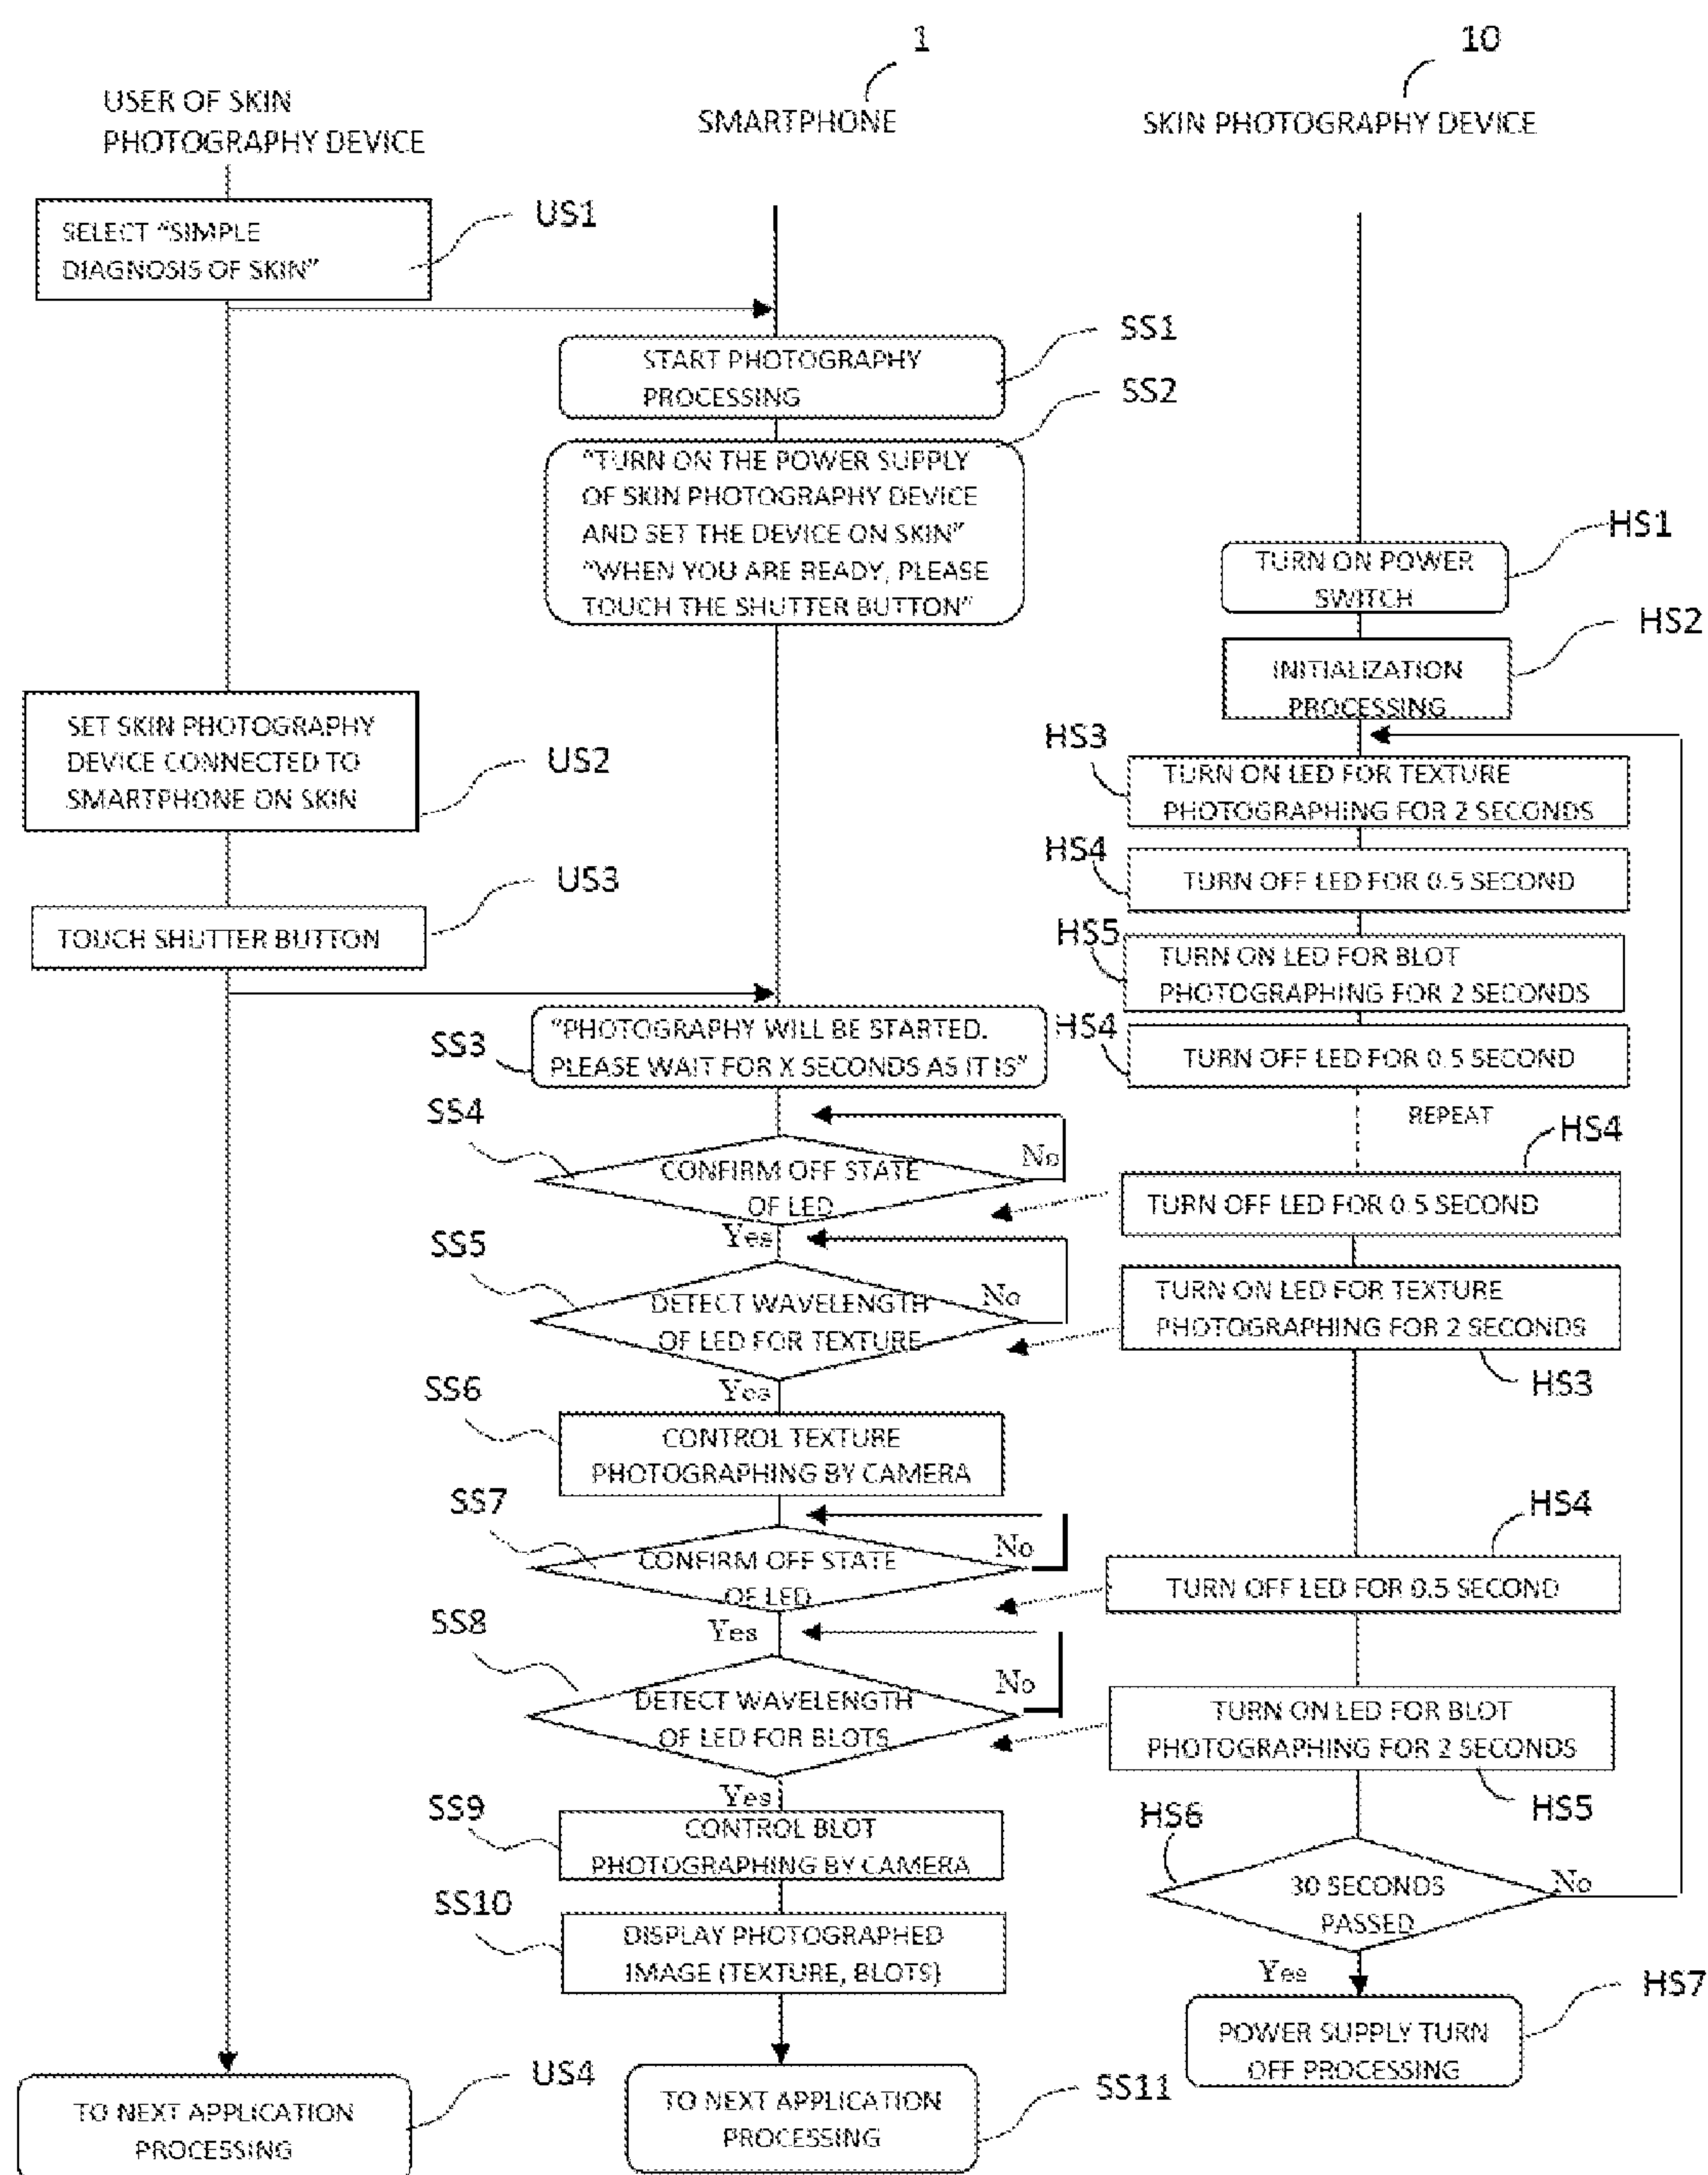 1
10
USER OF SKIN
PHOTOGRAPHY DEVICE
SMARTPHONE
SKIN PHOTOGRAPHY DEVICE
SELECT "SIMPLE
DIAGNOSIS OF SKIN"
US1
START PHOTOGRAPHY
PROCESSING
SS1
SS2
"TURN ON THE POWER SUPPLY
OF SKIN PHOTOGRAPHY DEVICE
AND SET THE DEVICE ON SKIN"
"WHEN YOU ARE READY, PLEASE
TOUCH THE SHUTTER BUTTON"
HS1
TURN ON POWER
SWITCH
HS2
INITIALIZATION
PROCESSING
SET SKIN PHOTOGRAPHY
DEVICE CONNECTED TO
SMARTPHONE ON SKIN
US2
HS3
TURN ON LED FOR TEXTURE
PHOTOGRAPHING FOR 2 SECONDS
HS4
TURN OFF LED FOR 0.5 SECOND
US3
TOUCH SHUTTER BUTTON
HS5
TURN ON LED FOR BLOT
PHOTOGRAPHING FOR 2 SECONDS
SS3
"PHOTOGRAPHY WILL BE STARTED.
PLEASE WAIT FOR X SECONDS AS IT IS"
HS4
TURN OFF LED FOR 0.5 SECOND
REPEAT
SS4
CONFIRM OFF STATE
OF LED
No
Yes
HS4
TURN OFF LED FOR 0.5 SECOND
SS5
DETECT WAVELENGTH
OF LED FOR TEXTURE
No
Yes
TURN ON LED FOR TEXTURE
PHOTOGRAPHING FOR 2 SECONDS
HS3
SS6
CONTROL TEXTURE
PHOTOGRAPHING BY CAMERA
SS7
CONFIRM OFF STATE
OF LED
No
Yes
HS4
TURN OFF LED FOR 0.5 SECOND
SS8
DETECT WAVELENGTH
OF LED FOR BLOTS
No
Yes
TURN ON LED FOR BLOT
PHOTOGRAPHING FOR 2 SECONDS
HS5
SS9
CONTROL BLOT
PHOTOGRAPHING BY CAMERA
HS6
30 SECONDS
PASSED
No
Yes
SS10
DISPLAY PHOTOGRAPHED
IMAGE (TEXTURE, BLOTS)
HS7
POWER SUPPLY TURN
OFF PROCESSING
US4
TO NEXT APPLICATION
PROCESSING
SS11
TO NEXT APPLICATION
PROCESSING